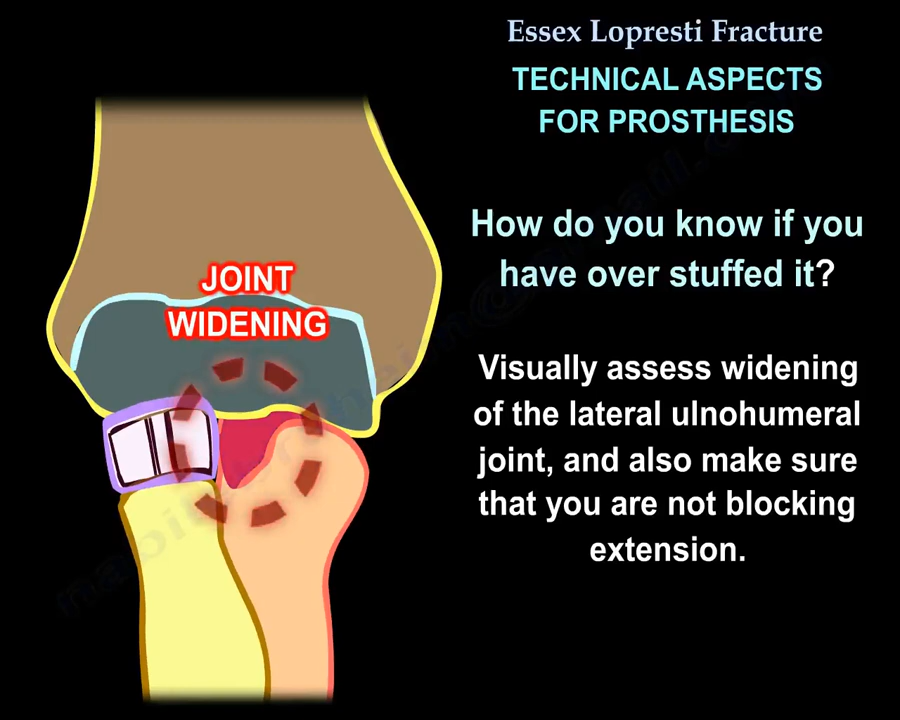 Essex Lopresti Fracture
TECHNICAL ASPECTS
FOR PROSTHESIS
How do you know if you
have over stuffed it?
JOINT
WIDENING
Visually assess widening
of the lateral ulnohumeral
joint, and also make sure
that you are not blocking
extension.